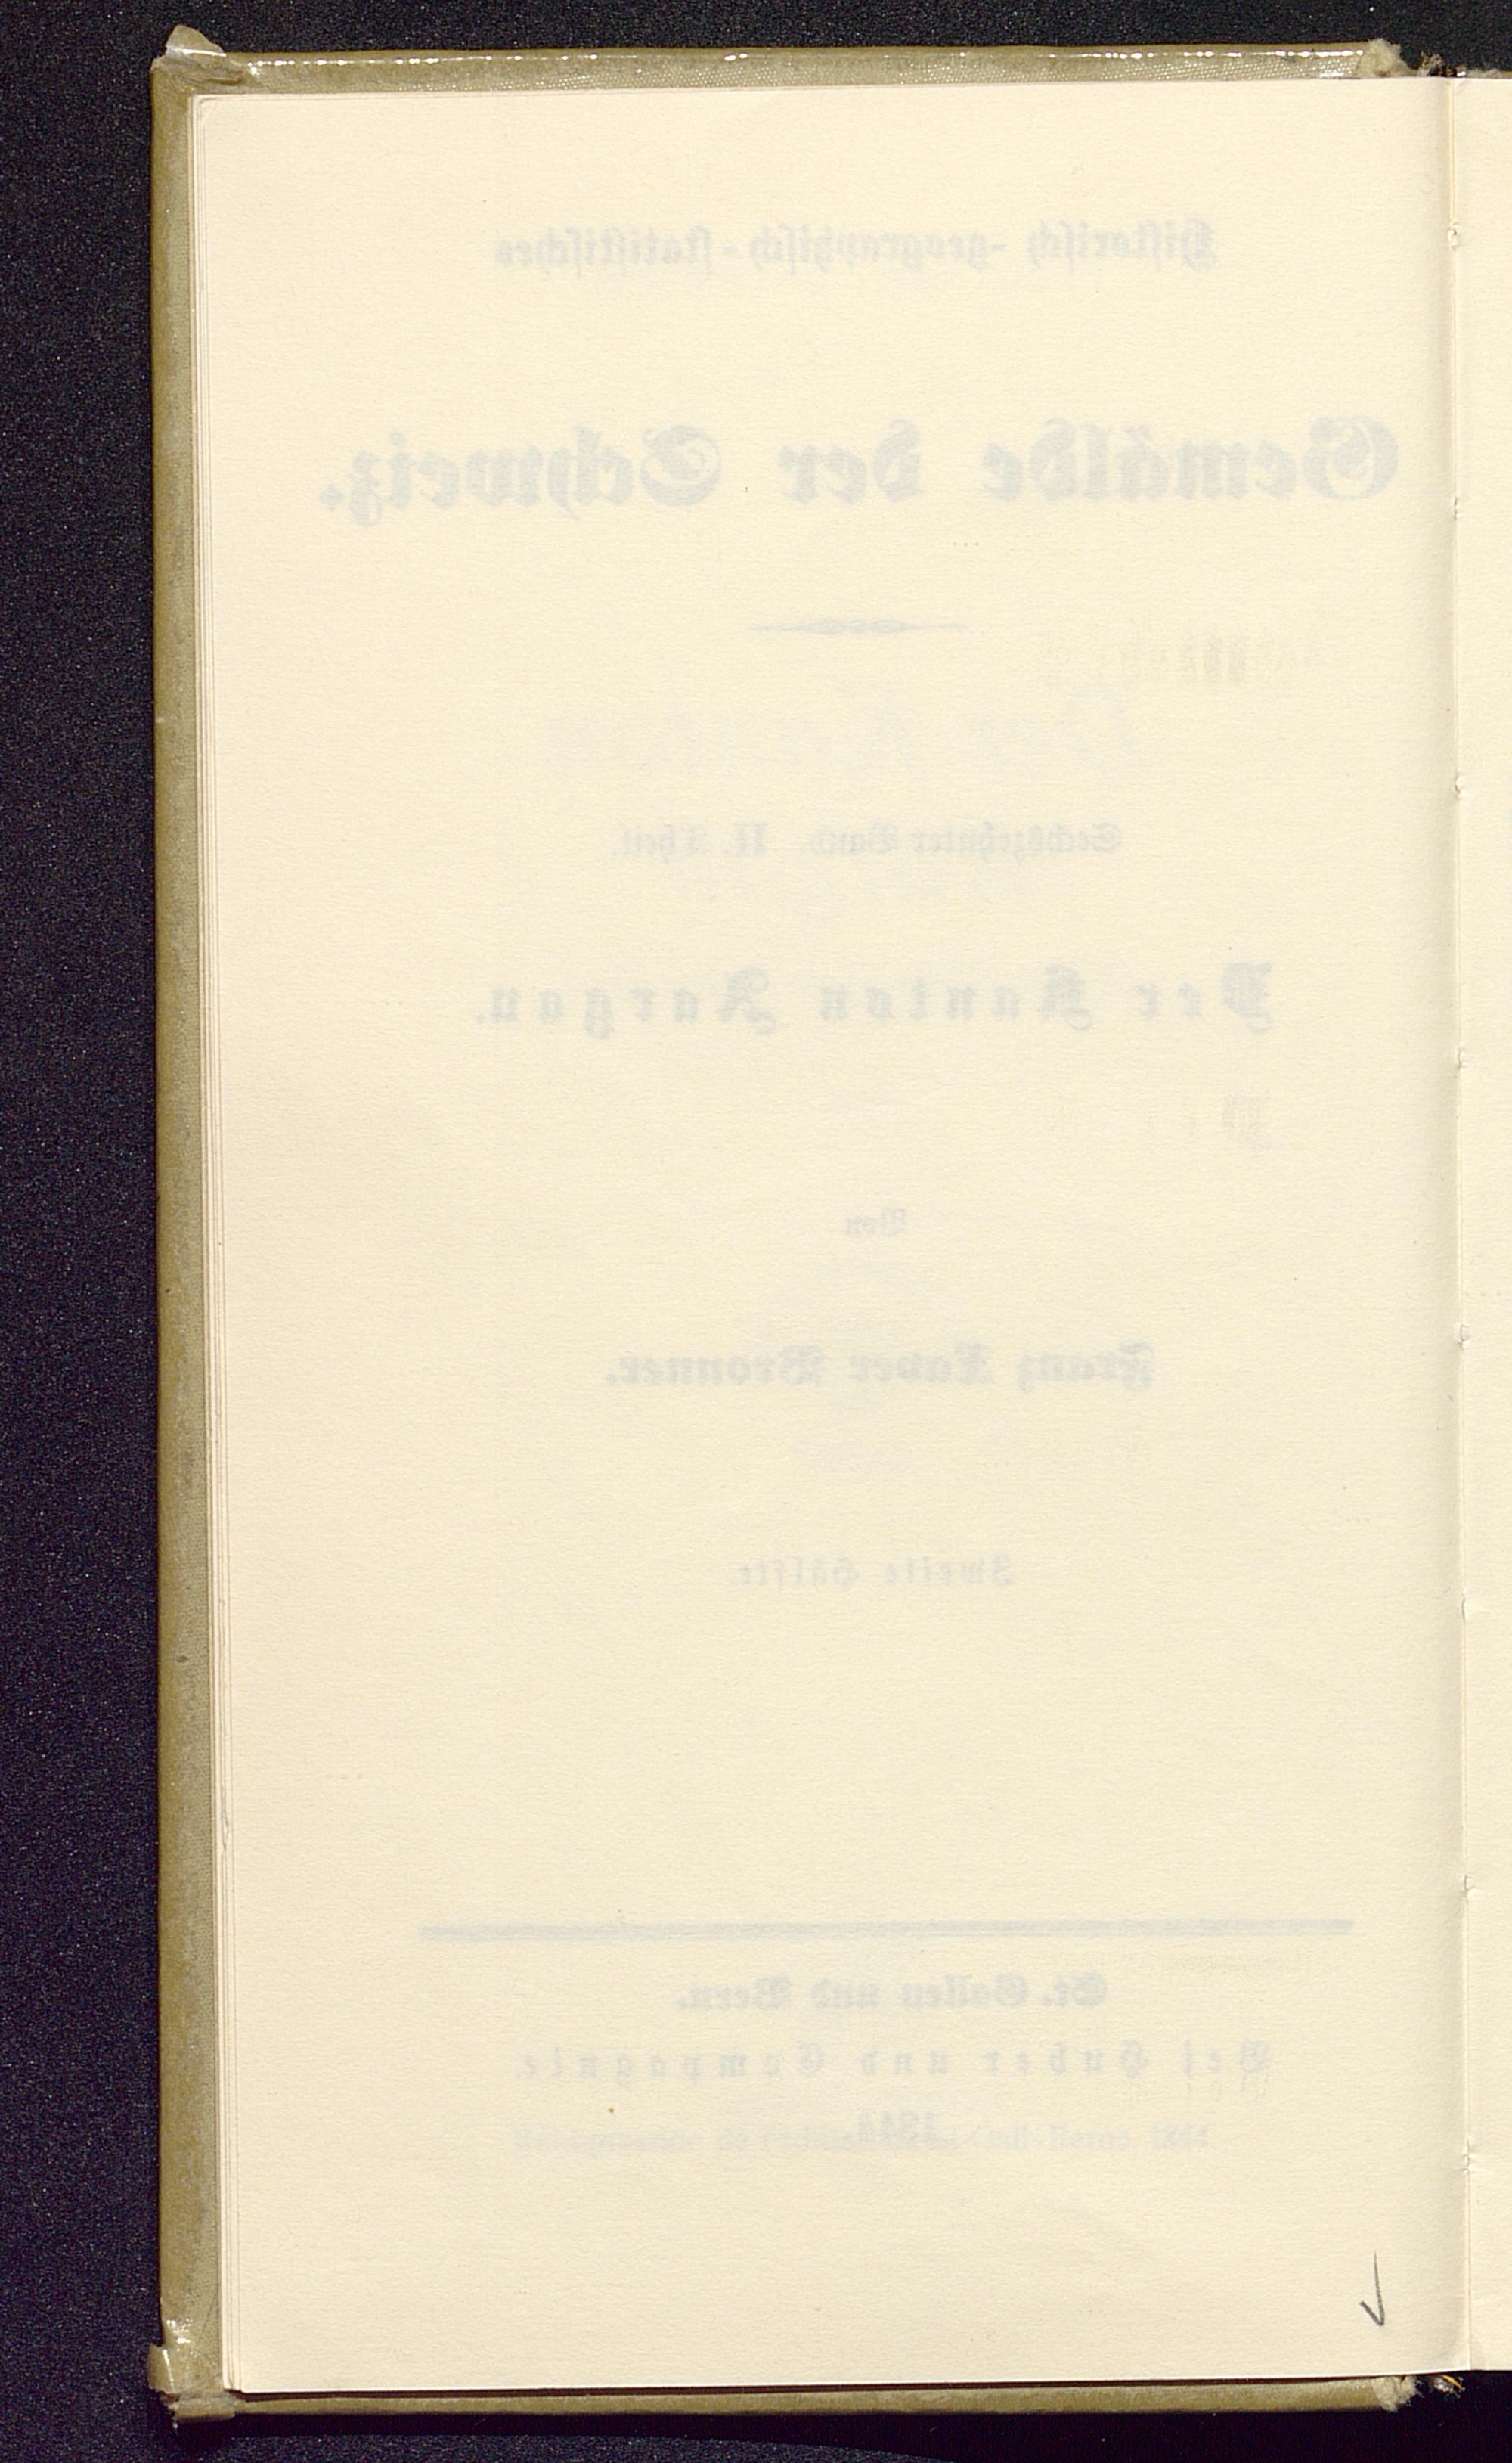 Historisch-geographisch-statistisches
Gemälde der Schweiz.
Sechszehnter Band. II. Theil.
Der Kanton Aargau.
Von
Franz Xaver Bronner.
Zweite Hälfte.
St. Gallen und Bern.
Bei Huber und Compagnie
1844